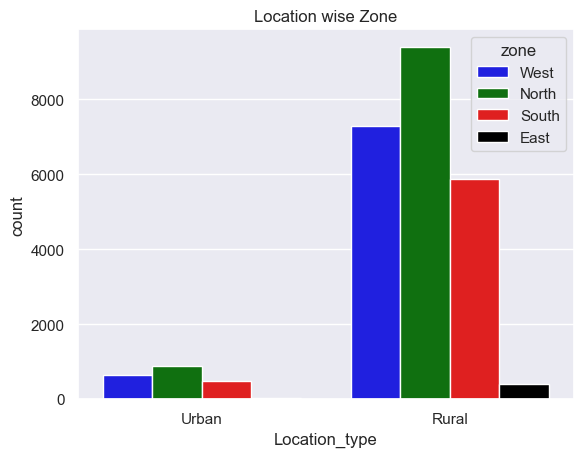 Location wise Zone
zone
West
North
South
East
8000
6000
4000
2000
0
count
Urban
Rural
Location_type